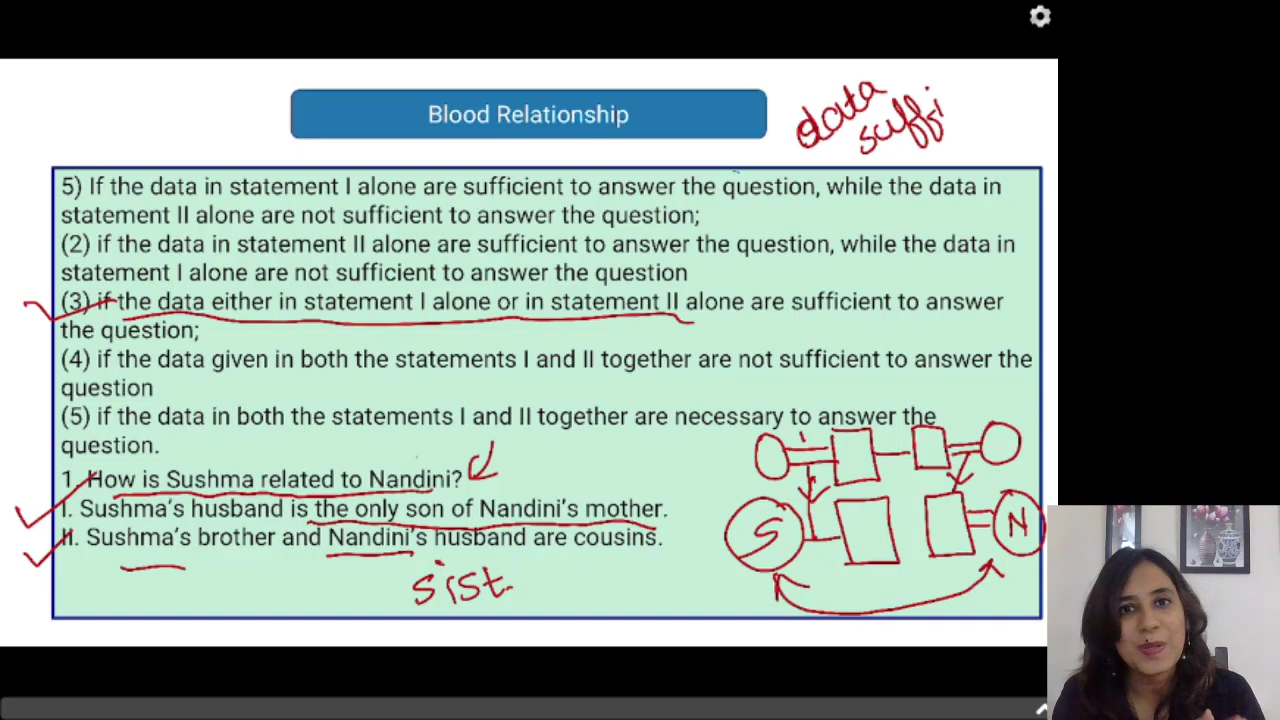 Blood Relationship
data
suffi
5) If the data in statement I alone are sufficient to answer the question, while the data in
statement II alone are not sufficient to answer the question;
(2) if the data in statement II alone are sufficient to answer the question, while the data in
statement I alone are not sufficient to answer the question
(3) if the data either in statement I alone or in statement II alone are sufficient to answer
the question;
(4) if the data given in both the statements I and II together are not sufficient to answer the
question
(5) if the data in both the statements I and II together are necessary to answer the
question.
1. How is Sushma related to Nandini?
I. Sushma's husband is the only son of Nandini's mother.
II. Sushma's brother and Nandini's husband are cousins.
sist
S
N